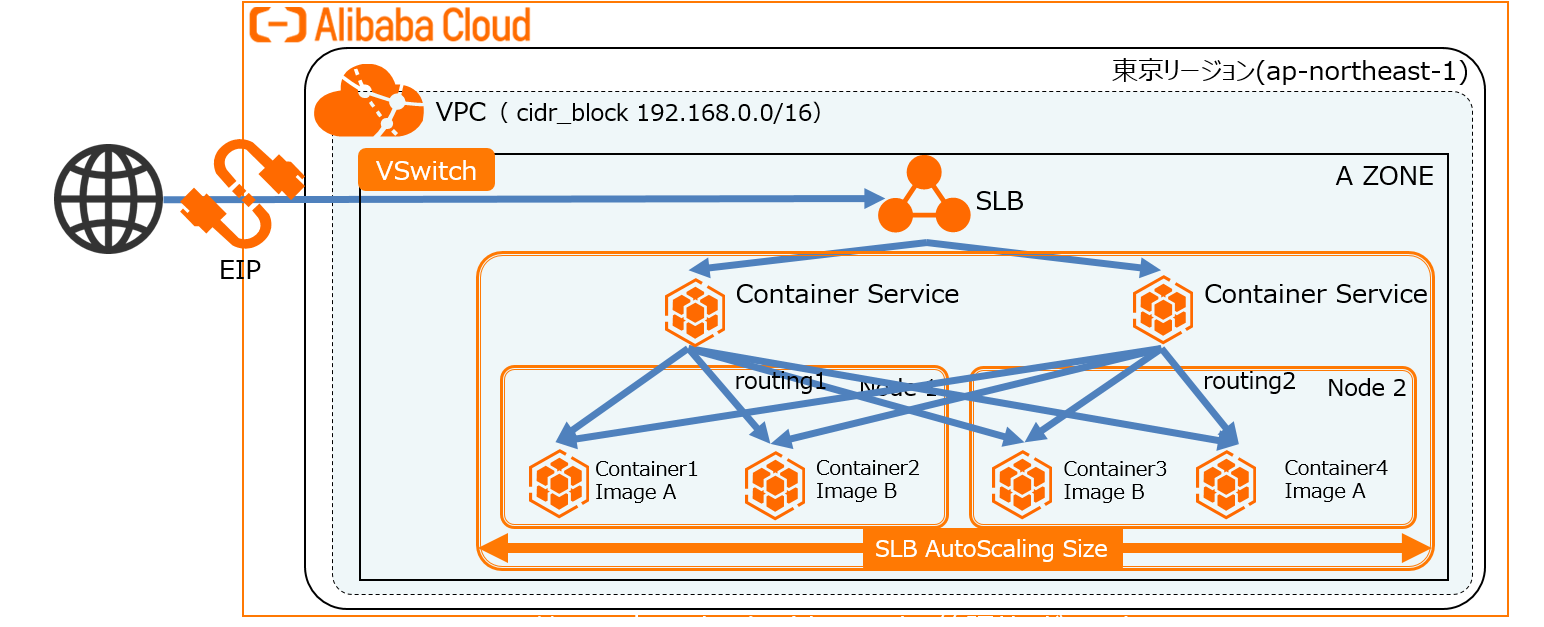 Alibaba Cloud
東京リージョン(ap-northeast-1)
VPC（ cidr_block 192.168.0.0/16）
VSwitch
A ZONE
SLB
EIP
Container Service
Container Service
routing1
Node 1
routing2
Node 2
Container1
Image A
Container2
Image B
Container3
Image B
Container4
Image A
SLB AutoScaling Size